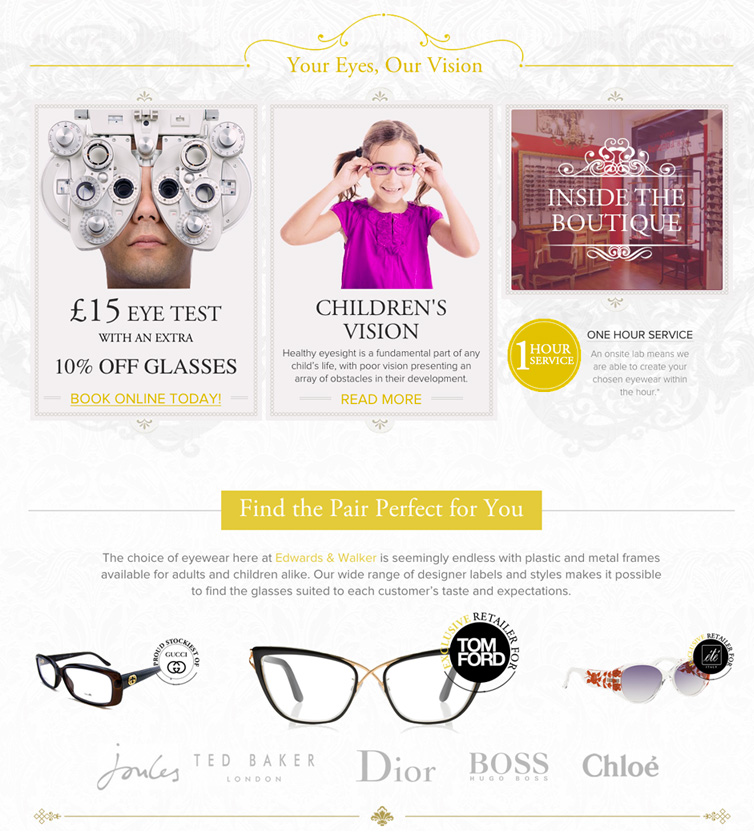 Your Eyes, Our Vision
£15 EYE TEST
WITH AN EXTRA
10% OFF GLASSES
BOOK ONLINE TODAY!
CHILDREN'S
VISION
Healthy eyesight is a fundamental part of any
child's life, with poor vision presenting an
array of obstacles in their development.
READ MORE
INSIDE THE
BOUTIQUE
1 HOUR
SERVICE
ONE HOUR SERVICE
An onsite lab means we
are able to create your
chosen eyewear within
the hour.*
Find the Pair Perfect for You
The choice of eyewear here at Edwards & Walker is seemingly endless with plastic and metal frames
available for adults and children alike. Our wide range of designer labels and styles makes it possible
to find the glasses suited to each customer's taste and expectations.
PROUD STOCKIEST OF
GUCCI
EXCLUSIVE RETAILER FOR
TOM
FORD
EXCLUSIVE RETAILER FOR
été
Joules
TED BAKER
LONDON
Dior
BOSS
HUGO BOSS
Chloé